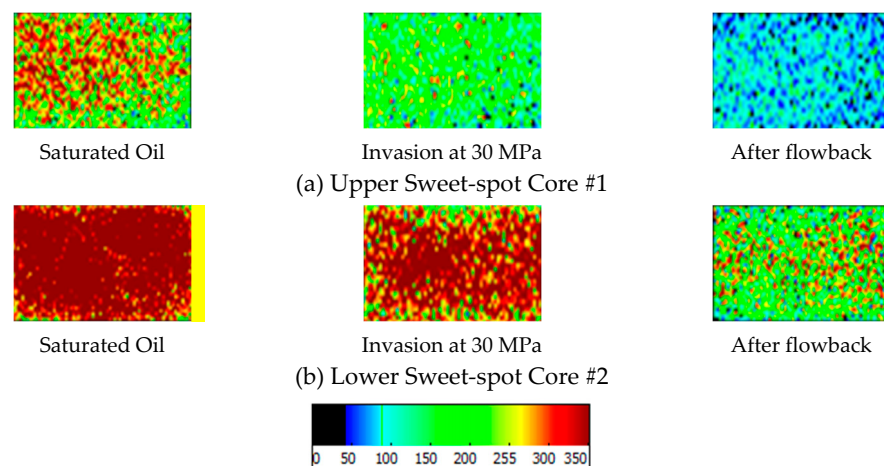 Saturated Oil Invasion at 30 MPa After flowback
(a) Upper Sweet-spot Core #1
Saturated Oil Invasion at 30 MPa After flowback
(b) Lower Sweet-spot Core #2
0 50 100 150 200 255 300 350